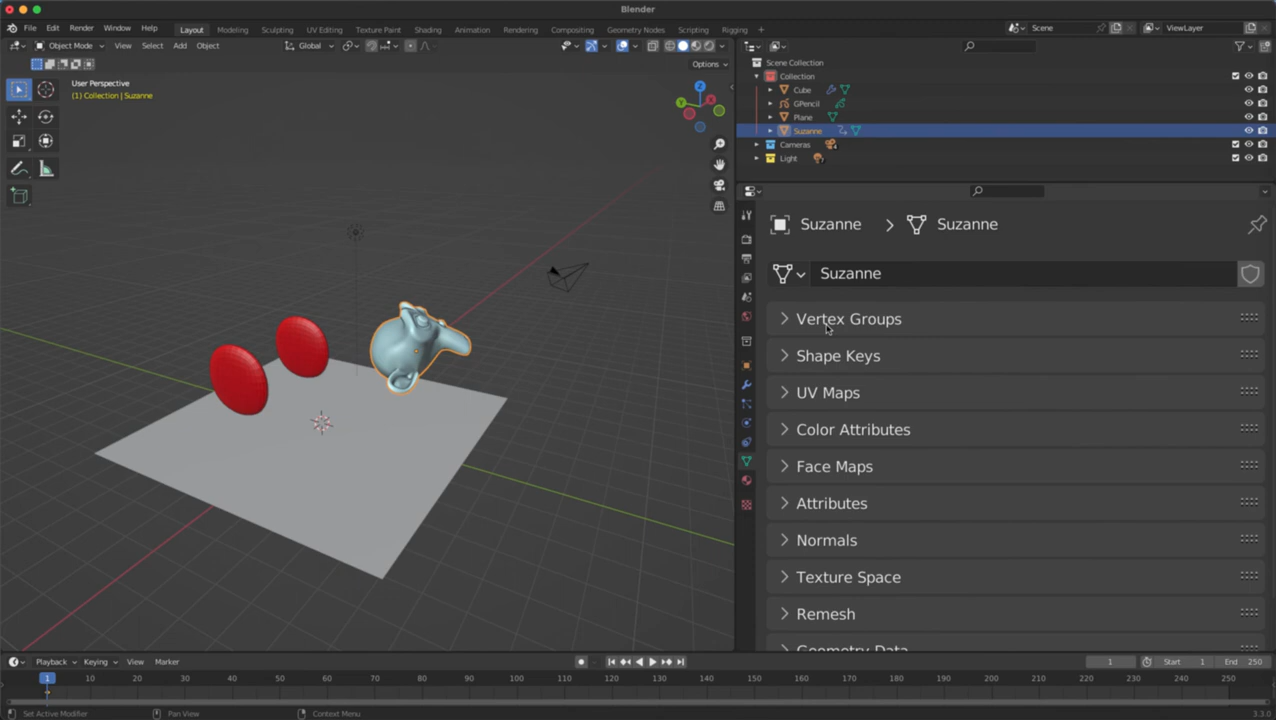 Blender
File Edit Render Window Help Layout Modeling Sculpting UV Editing Texture Paint Shading Animation Rendering Compositing Geometry Nodes Scripting Scene ViewLayer
Object Mode View Select Add Object Global
Options
User Perspective
(1) Collection | Suzanne
Z
X
Y
Scene Collection
Collection
Cube
GPencil
Plane
Suzanne
Cameras
Light
Suzanne > Suzanne
Suzanne
Vertex Groups
Shape Keys
UV Maps
Color Attributes
Face Maps
Attributes
Normals
Texture Space
Remesh
Geometry Data
Playback Keying View Marker 1 Start 1 End 250
1 10 20 30 40 50 60 70 80 90 100 110 120 130 140 150 160 170 180 190 200 210 220 230 240 250
Set Active Modifier Pan View Context Menu 3.3.0